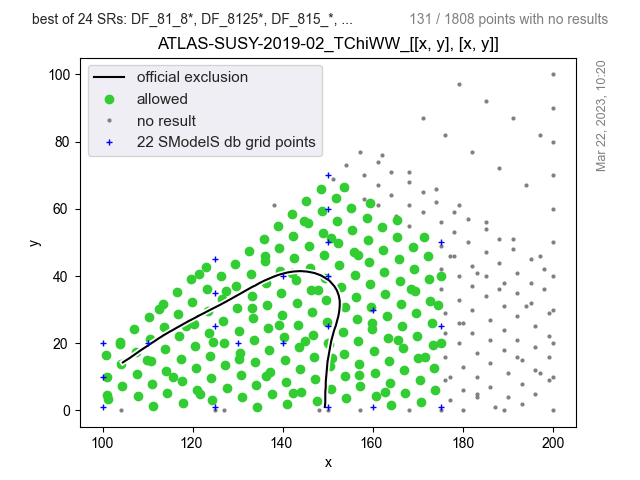 best of 24 SRs: DF_81_8*, DF_8125*, DF_815_*, ...
131 / 1808 points with no results
ATLAS-SUSY-2019-02_TChiWW_[[x, y], [x, y]]
official exclusion
allowed
no result
22 SModelS db grid points
100
80
60
40
20
0
y
100
120
140
160
180
200
x
Mar 22, 2023, 10:20